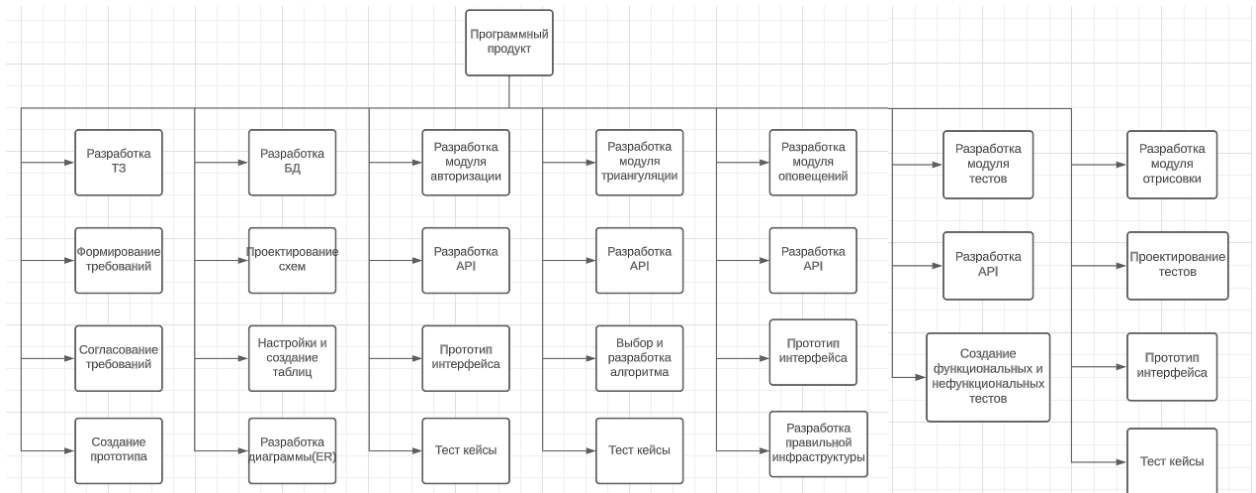 Программный
продукт
Разработка
ТЗ
Формирование
требований
Согласование
требований
Создание
прототипа
Разработка
БД
Проектирование
схем
Настройки и
создание
таблиц
Разработка
диаграммы(ER)
Разработка
модуля
авторизации
Разработка
API
Прототип
интерфейса
Тест кейсы
Разработка
модуля
триангуляции
Разработка
API
Выбор и
разработка
алгоритма
Тест кейсы
Разработка
модуля
оповещений
Разработка
API
Прототип
интерфейса
Разработка
правильной
инфраструктуры
Разработка
модуля
тестов
Разработка
API
Создание
функциональных и
нефункциональных
тестов
Разработка
модуля
отрисовки
Проектирование
тестов
Прототип
интерфейса
Тест кейсы